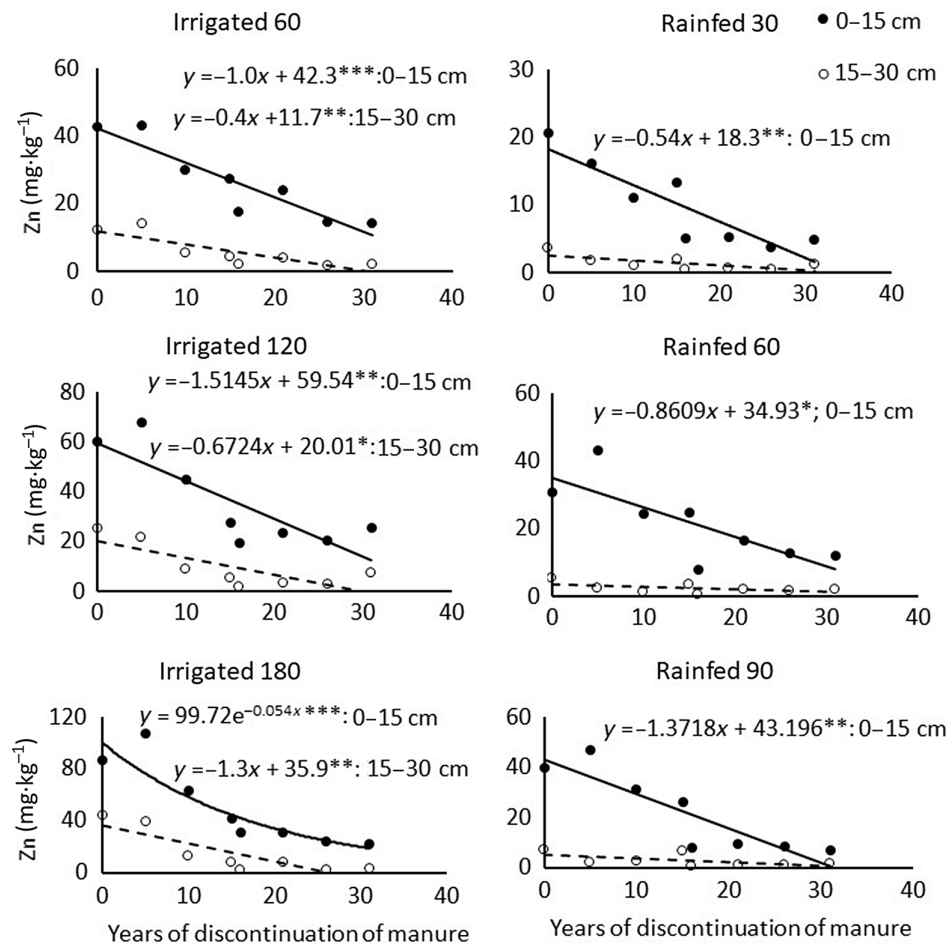 Irrigated 60
60
40
20
0
0 10 20 30 40
Zn (mg·kg⁻¹)
y =–1.0x + 42.3***:0–15 cm
y =–0.4x +11.7**:15–30 cm
Rainfed 30
0–15 cm
15–30 cm
30
20
10
0
0 10 20 30 40
y =–0.54x + 18.3**: 0–15 cm
Irrigated 120
80
60
40
20
0
0 10 20 30 40
Zn (mg·kg⁻¹)
y =–1.5145x + 59.54**:0–15 cm
y =–0.6724x + 20.01*:15–30 cm
Rainfed 60
60
40
20
0
0 10 20 30 40
y =–0.8609x + 34.93*; 0–15 cm
Irrigated 180
120
80
40
0
0 10 20 30 40
Zn (mg·kg⁻¹)
y = 99.72e⁻⁰·⁰⁵⁴ˣ***: 0–15 cm
y =–1.3x + 35.9**: 15–30 cm
Years of discontinuation of manure
Rainfed 90
60
40
20
0
0 10 20 30 40
y =–1.3718x + 43.196**: 0–15 cm
Years of discontinuation of manure